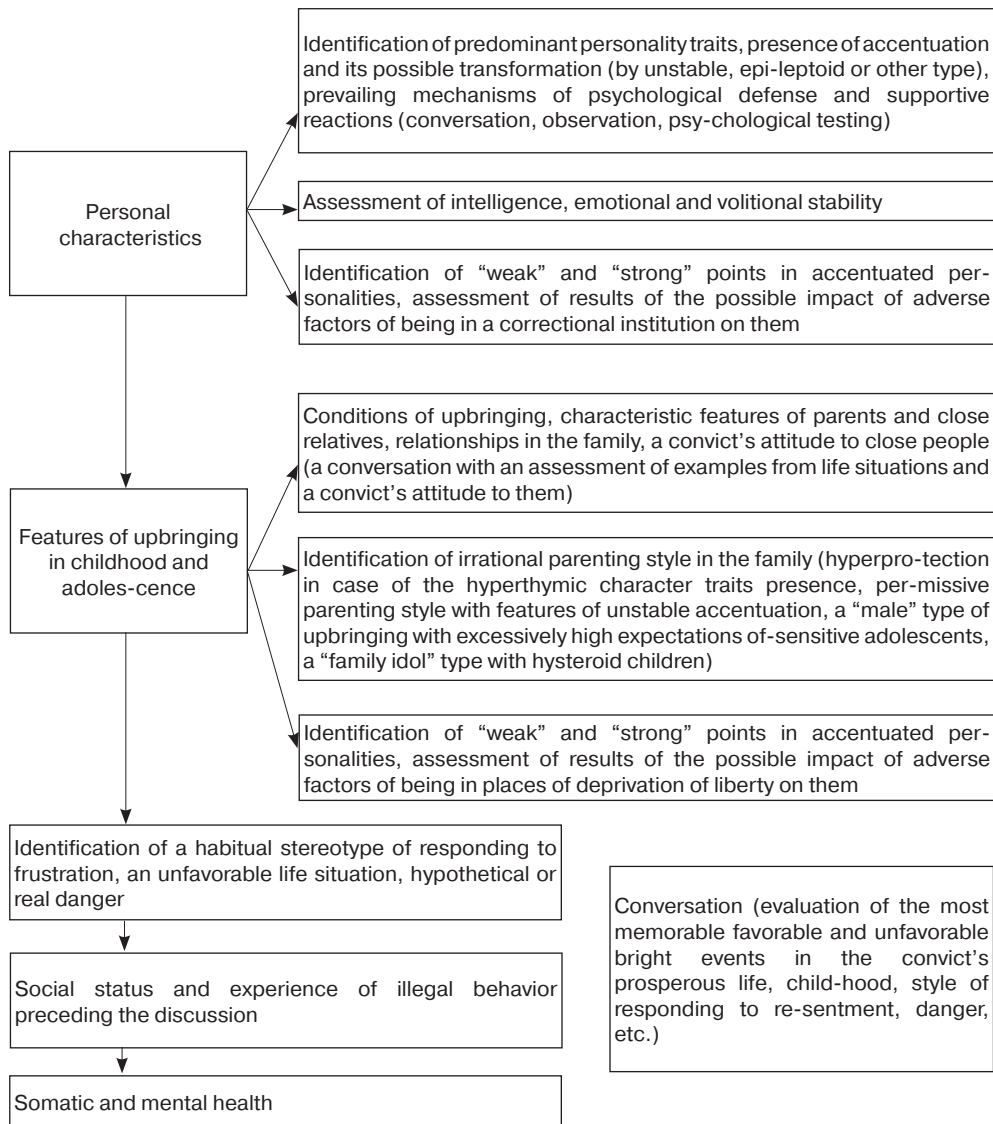 Identification of predominant personality traits, presence of accentuation
and its possible transformation (by unstable, epi-leptoid or other type),
prevailing mechanisms of psychological defense and supportive
reactions (conversation, observation, psy-chological testing)
Personal
characteristics
Assessment of intelligence, emotional and volitional stability
Identification of “weak” and “strong” points in accentuated per-
sonalities, assessment of results of the possible impact of adverse
factors of being in a correctional institution on them
Conditions of upbringing, characteristic features of parents and close
relatives, relationships in the family, a convict’s attitude to close people
(a conversation with an assessment of examples from life situations and
a convict’s attitude to them)
Features of upbringing
in childhood and
adoles-cence
Identification of irrational parenting style in the family (hyperpro-tection
in case of the hyperthymic character traits presence, per-missive
parenting style with features of unstable accentuation, a “male” type of
upbringing with excessively high expectations of-sensitive adolescents,
a “family idol” type with hysteroid children)
Identification of “weak” and “strong” points in accentuated per-
sonalities, assessment of results of the possible impact of adverse
factors of being in places of deprivation of liberty on them
Identification of a habitual stereotype of responding to
frustration, an unfavorable life situation, hypothetical or
real danger
Conversation (evaluation of the most
memorable favorable and unfavorable
bright events in the convict’s
prosperous life, child-hood, style of
responding to re-sentment, danger,
etc.)
Social status and experience of illegal behavior
preceding the discussion
Somatic and mental health